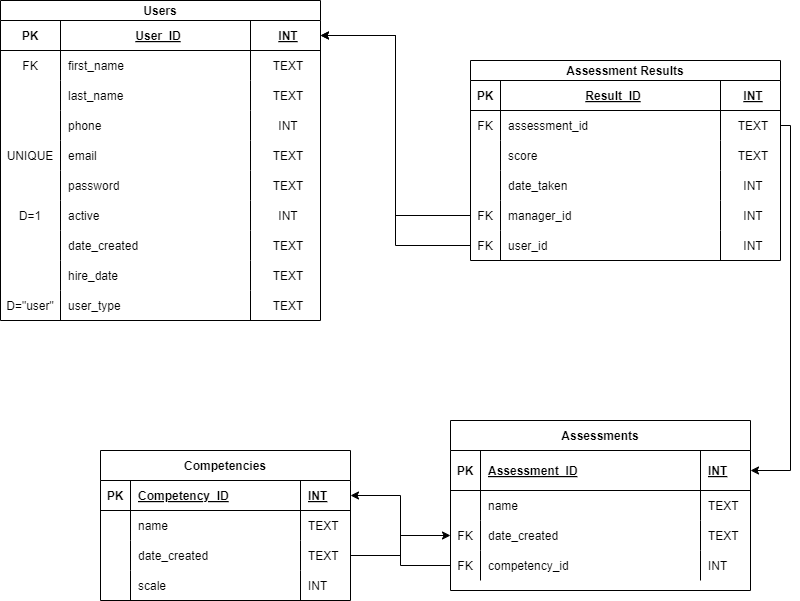 Users
PK User_ID INT
FK first_name TEXT
last_name TEXT
phone INT
UNIQUE email TEXT
password TEXT
D=1 active INT
date_created TEXT
hire_date TEXT
D="user" user_type TEXT
Assessment Results
PK Result_ID INT
FK assessment_id TEXT
score TEXT
date_taken INT
FK manager_id INT
FK user_id INT
Competencies
PK Competency_ID INT
name TEXT
date_created TEXT
scale INT
Assessments
PK Assessment_ID INT
name TEXT
FK date_created TEXT
FK competency_id INT